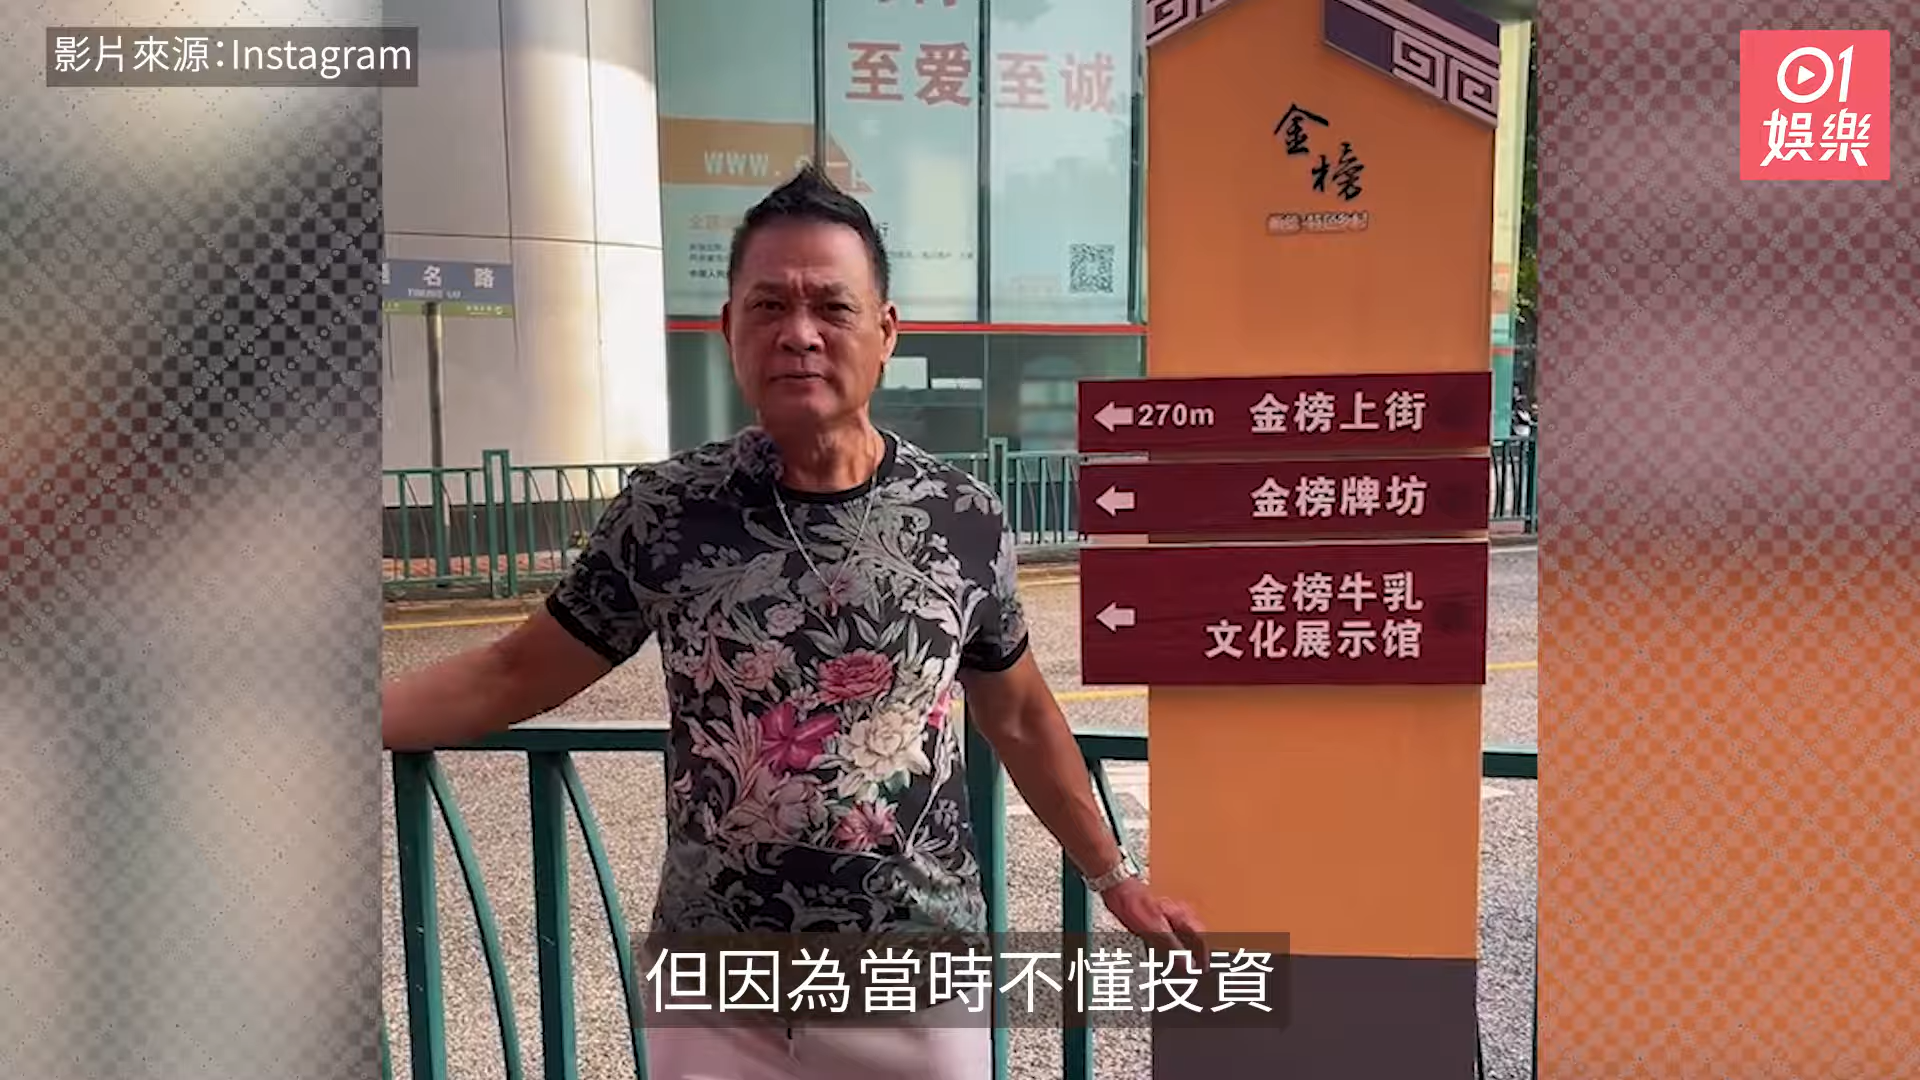 影片來源：Instagram
01
娛樂
至爱至诚
www.
金
榜
名路
270m 金榜上街
金榜牌坊
金榜牛乳
文化展示馆
但因為當時不懂投資